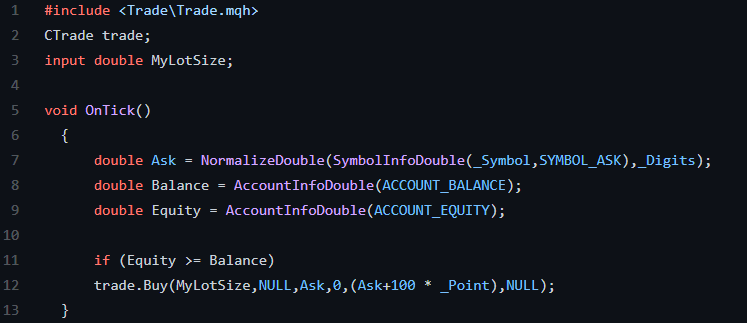 1 #include <Trade\Trade.mqh>
2 CTrade trade;
3 input double MyLotSize;
4
5 void OnTick()
6   {
7       double Ask = NormalizeDouble(SymbolInfoDouble(_Symbol,SYMBOL_ASK),_Digits);
8       double Balance = AccountInfoDouble(ACCOUNT_BALANCE);
9       double Equity = AccountInfoDouble(ACCOUNT_EQUITY);
10
11       if (Equity >= Balance)
12       trade.Buy(MyLotSize,NULL,Ask,0,(Ask+100 * _Point),NULL);
13   }